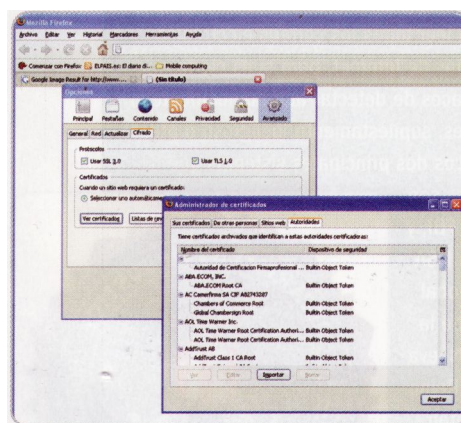 Mozilla Firefox
Archivo Editar Ver Historial Marcadores Herramientas Ayuda
Comenzar con Firefox ELPAIS.es: El diario di... Mobile computing
Google Image Result for http://www.... (Sin título)
Opciones
Principal Pestañas Contenido Canales Privacidad Seguridad Avanzado
General Red Actualizar Cifrado
Protocolos
Usar SSL 3.0 Usar TLS 1.0
Certificados
Cuando un sitio web requiera un certificado:
Seleccionar uno automáticamente
Ver certificados Listas de
Administrador de certificados
Sus certificados De otras personas Sitios web Autoridades
Tiene certificados archivados que identifican a estas autoridades certificadoras:
Nombre del certificado Dispositivo de seguridad
Autoridad de Certificacion Firmaprofesional ... Builtin Object Token
ABA.ECOM, INC.
ABA.ECOM Root CA Builtin Object Token
AC Camerfirma SA CIF A82743287
Chambers of Commerce Root Builtin Object Token
Global Chambersign Root Builtin Object Token
AOL Time Warner Inc.
AOL Time Warner Root Certification Authori... Builtin Object Token
AOL Time Warner Root Certification Authori... Builtin Object Token
AddTrust AB
AddTrust Class 1 CA Root Builtin Object Token
Ver Editar Importar Borrar
Aceptar